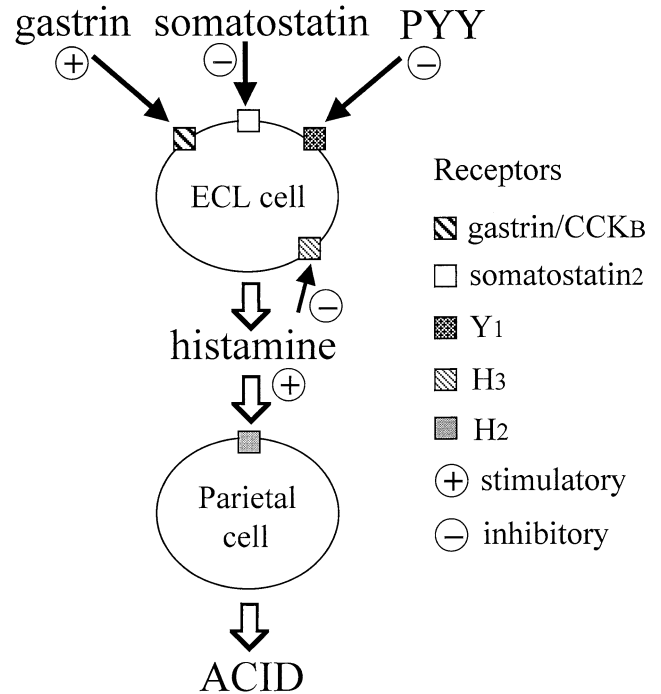 gastrin somatostatin PYY
+ − −
ECL cell
−
histamine
+
Parietal
cell
ACID
Receptors
gastrin/CCKB
somatostatin2
Y1
H3
H2
+ stimulatory
− inhibitory